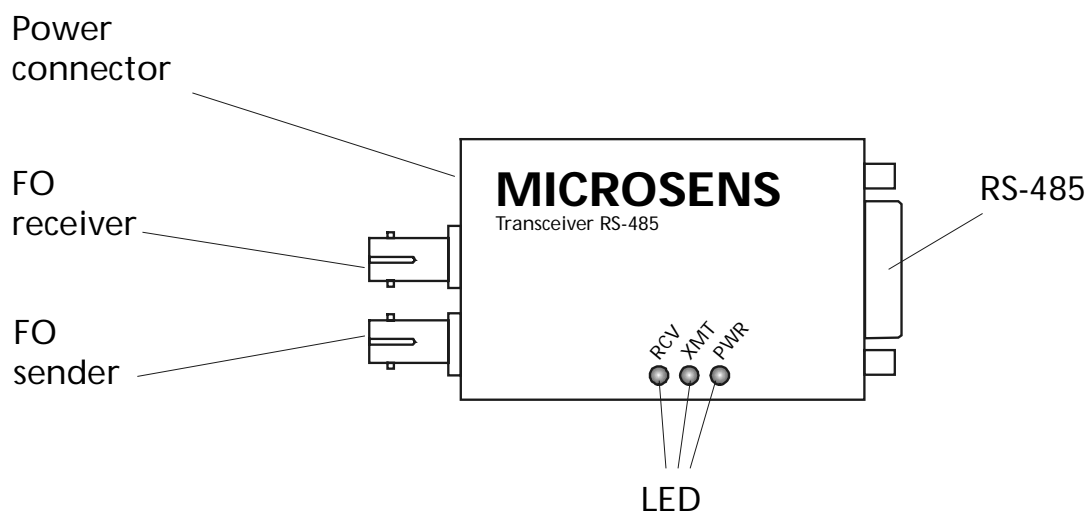 Power
connector
FO
receiver
FO
sender
MICROSENS
Transceiver RS-485
RS-485
RCV
XMT
PWR
LED